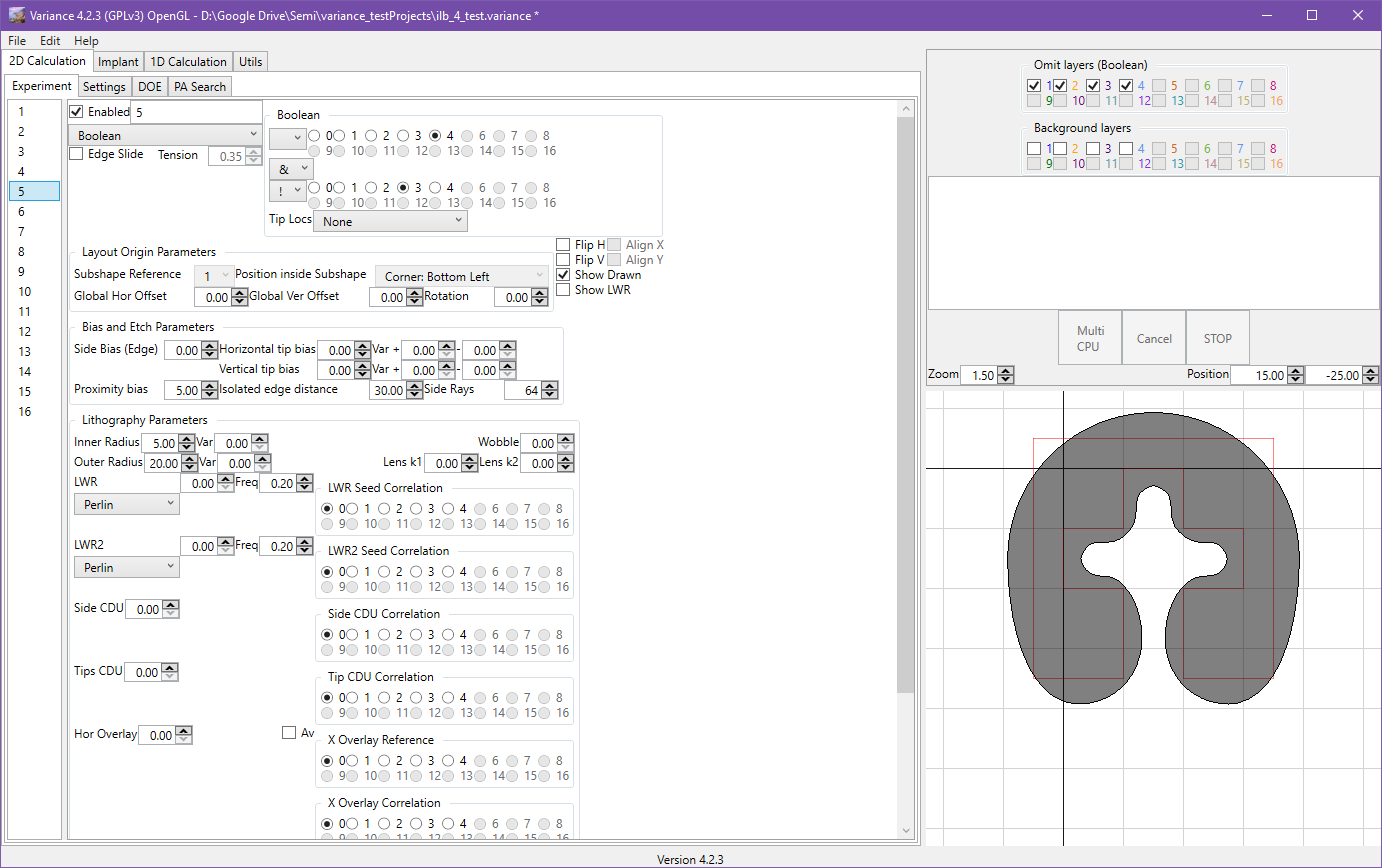 Variance 4.2.3 (GPLv3) OpenGL - D:\Google Drive\Semi\variance_testProjects\ilb_4_test.variance *
File Edit Help
2D Calculation Implant 1D Calculation Utils
Experiment Settings DOE PA Search
1
2
3
4
5
6
7
8
9
10
11
12
13
14
15
16
Enabled 5
Boolean
Edge Slide Tension 0.35
Boolean
0 1 2 3 4 6 7 8
9 10 11 12 13 14 15 16
&
! 0 1 2 3 4 6 7 8
9 10 11 12 13 14 15 16
Tip Locs None
Layout Origin Parameters
Subshape Reference 1 Position inside Subshape Corner: Bottom Left
Global Hor Offset 0.00 Global Ver Offset 0.00 Rotation 0.00
Flip H Align X
Flip V Align Y
Show Drawn
Show LWR
Bias and Etch Parameters
Side Bias (Edge) 0.00 Horizontal tip bias 0.00 Var + 0.00 - 0.00
Vertical tip bias 0.00 Var + 0.00 - 0.00
Proximity bias 5.00 Isolated edge distance 30.00 Side Rays 64
Lithography Parameters
Inner Radius 5.00 Var 0.00 Wobble 0.00
Outer Radius 20.00 Var 0.00 Lens k1 0.00 Lens k2 0.00
LWR 0.00 Freq 0.20
Perlin
LWR Seed Correlation
0 1 2 3 4 6 7 8
9 10 11 12 13 14 15 16
LWR2 0.00 Freq 0.20
Perlin
LWR2 Seed Correlation
0 1 2 3 4 6 7 8
9 10 11 12 13 14 15 16
Side CDU 0.00
Side CDU Correlation
0 1 2 3 4 6 7 8
9 10 11 12 13 14 15 16
Tips CDU 0.00
Tip CDU Correlation
0 1 2 3 4 6 7 8
9 10 11 12 13 14 15 16
Hor Overlay 0.00 Av
X Overlay Reference
0 1 2 3 4 6 7 8
9 10 11 12 13 14 15 16
X Overlay Correlation
0 1 2 3 4 6 7 8
9 10 11 12 13 14 15 16
Omit layers (Boolean)
1 2 3 4 5 6 7 8
9 10 11 12 13 14 15 16
Background layers
1 2 3 4 5 6 7 8
9 10 11 12 13 14 15 16
Multi
CPU
Cancel
STOP
Zoom 1.50 Position 15.00 -25.00
Version 4.2.3